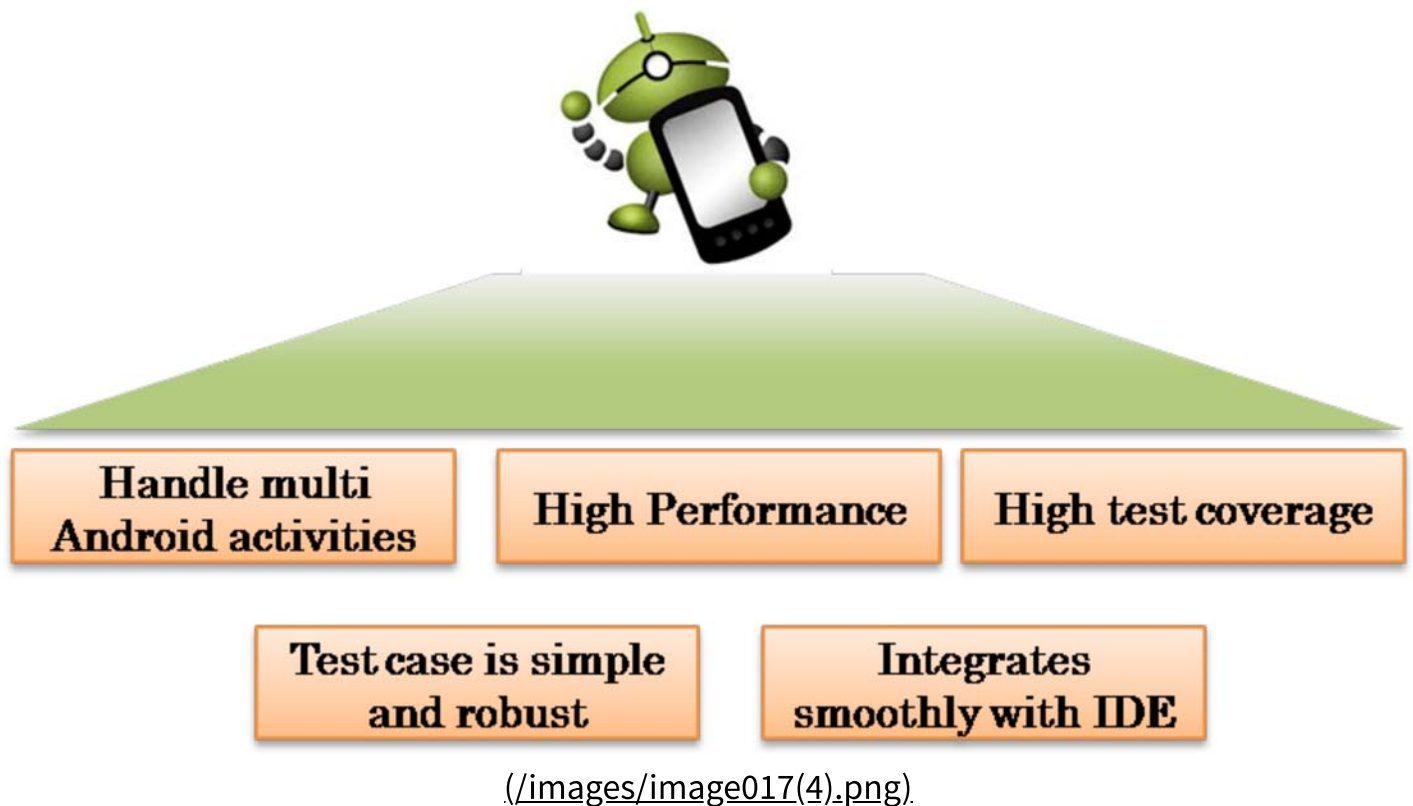 Handle multi
Android activities
High Performance
High test coverage
Test case is simple
and robust
Integrates
smoothly with IDE
(/images/image017(4).png)